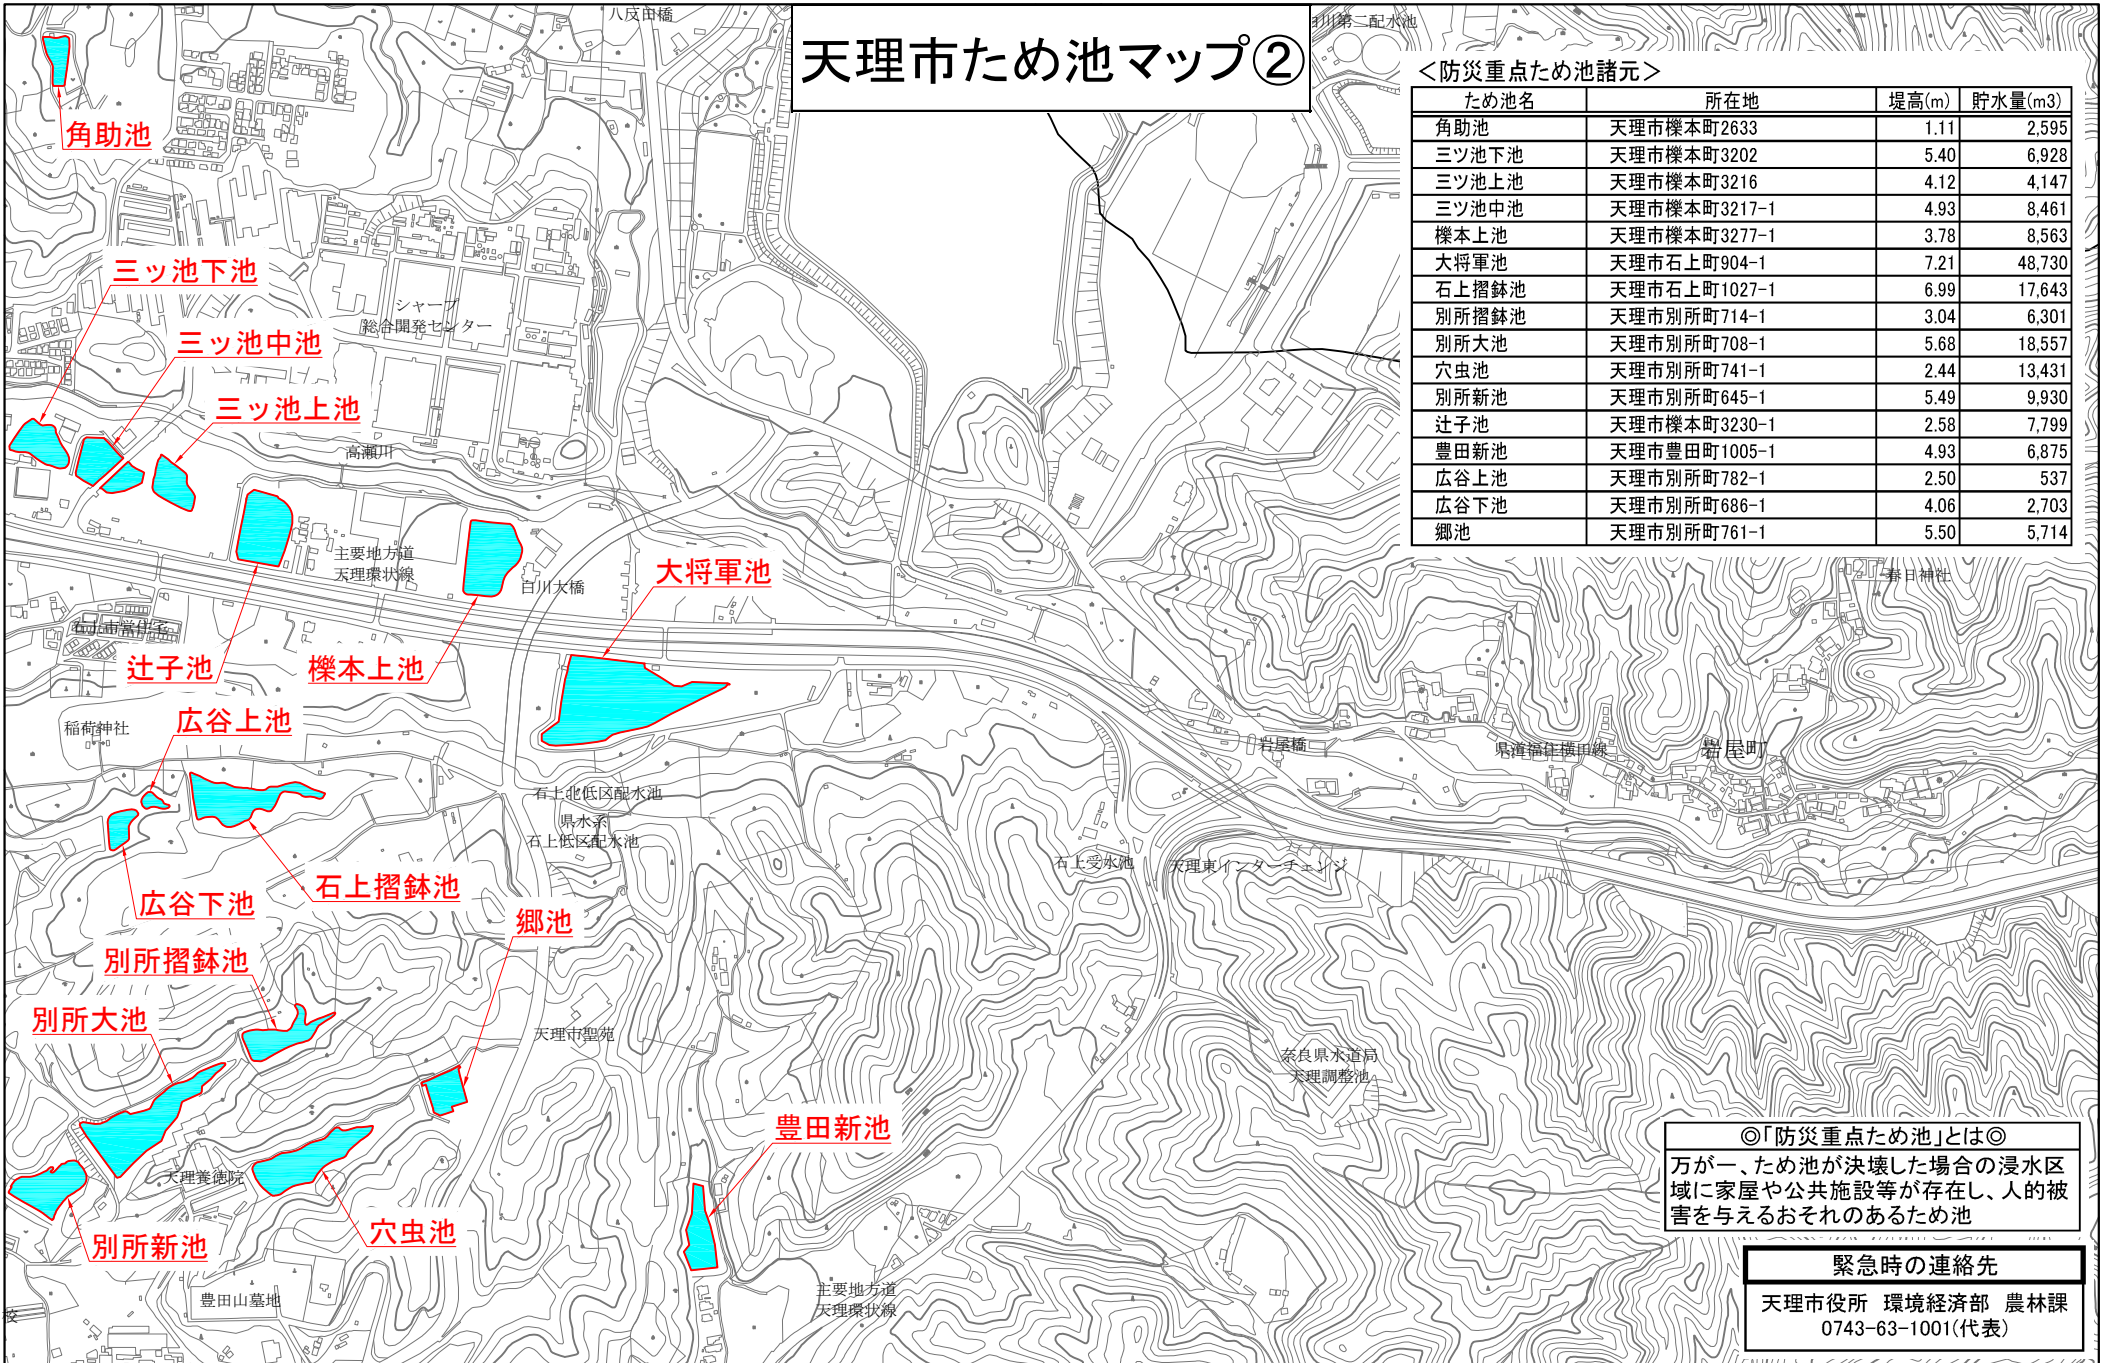 天理市ため池マップ②
八反田橋
白川第二配水池
<防災重点ため池諸元>
ため池名 所在地 堤高(m) 貯水量(m3)
角助池 天理市櫟本町2633 1.11 2,595
三ツ池下池 天理市櫟本町3202 5.40 6,928
三ツ池上池 天理市櫟本町3216 4.12 4,147
三ツ池中池 天理市櫟本町3217-1 4.93 8,461
櫟本上池 天理市櫟本町3277-1 3.78 8,563
大将軍池 天理市石上町904-1 7.21 48,730
石上摺鉢池 天理市石上町1027-1 6.99 17,643
別所摺鉢池 天理市別所町714-1 3.04 6,301
別所大池 天理市別所町708-1 5.68 18,557
穴虫池 天理市別所町741-1 2.44 13,431
別所新池 天理市別所町645-1 5.49 9,930
辻子池 天理市櫟本町3230-1 2.58 7,799
豊田新池 天理市豊田町1005-1 4.93 6,875
広谷上池 天理市別所町782-1 2.50 537
広谷下池 天理市別所町686-1 4.06 2,703
郷池 天理市別所町761-1 5.50 5,714
角助池
三ッ池下池
シャープ
総合開発センター
三ッ池中池
三ッ池上池
高瀬川
主要地方道
天理環状線
白川大橋
大将軍池
春日神社
石上市営住宅
辻子池
櫟本上池
稲荷神社
広谷上池
岩屋橋
県道福住横田線
岩屋町
石上北低区配水池
県水系
石上低区配水池
石上受水池
天理東インターチェンジ
石上摺鉢池
広谷下池
郷池
別所摺鉢池
別所大池
天理市聖苑
奈良県水道局
天理調整池
豊田新池
天理養徳院
穴虫池
別所新池
豊田山墓地
主要地方道
天理環状線
校
◎「防災重点ため池」とは◎
万が一、ため池が決壊した場合の浸水区
域に家屋や公共施設等が存在し、人的被
害を与えるおそれのあるため池
緊急時の連絡先
天理市役所 環境経済部 農林課
0743-63-1001(代表)